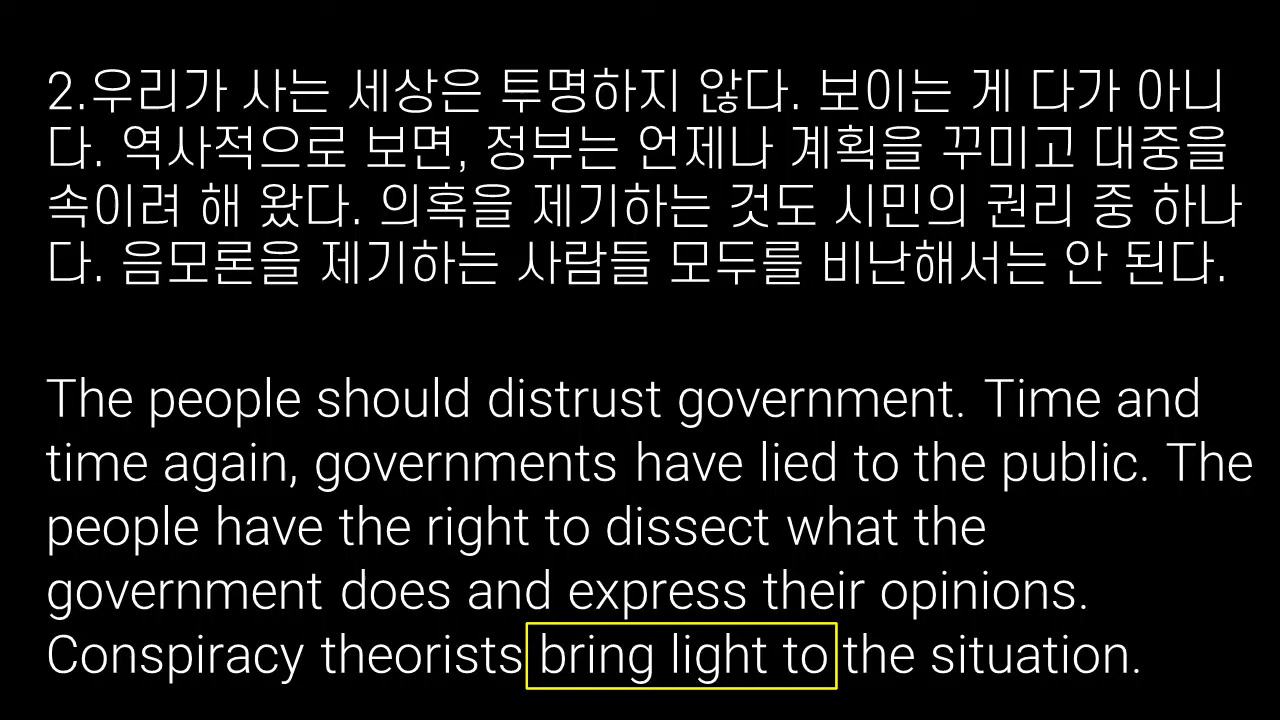 2.우리가 사는 세상은 투명하지 않다. 보이는 게 다가 아니
다. 역사적으로 보면, 정부는 언제나 계획을 꾸미고 대중을
속이려 해 왔다. 의혹을 제기하는 것도 시민의 권리 중 하나
다. 음모론을 제기하는 사람들 모두를 비난해서는 안 된다.
The people should distrust government. Time and
time again, governments have lied to the public. The
people have the right to dissect what the
government does and express their opinions.
Conspiracy theorists bring light to the situation.